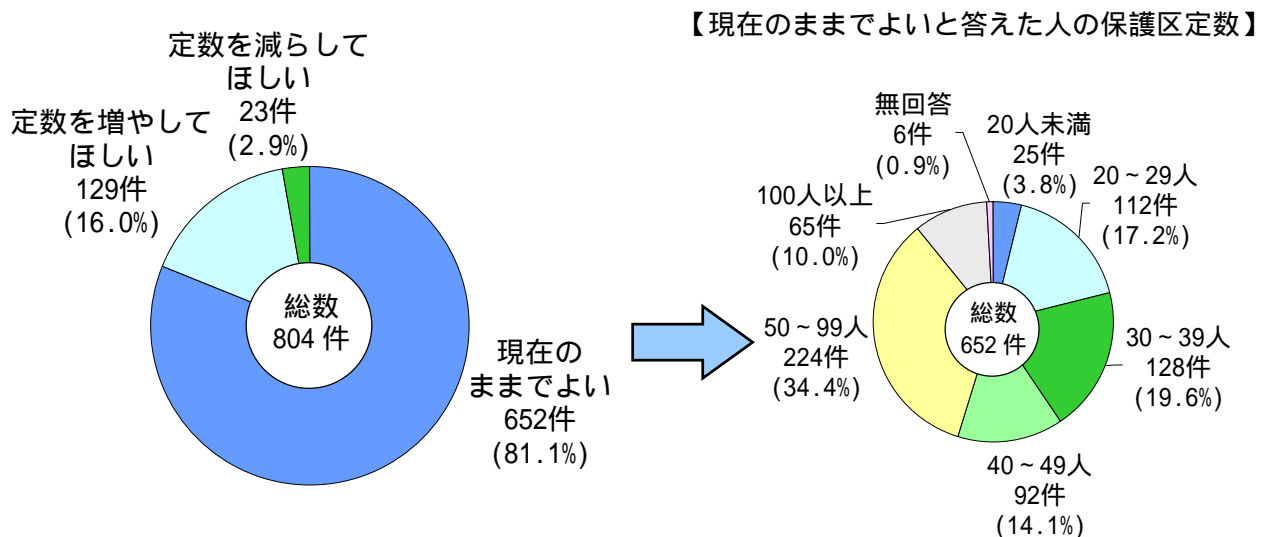 【現在のままでよいと答えた人の保護区定数】
定数を減らして
ほしい
23件
(2.9%)
定数を増やして
ほしい
129件
(16.0%)
総数
804 件
現在の
ままでよい
652件
(81.1%)
無回答
6件
(0.9%)
20人未満
25件
(3.8%)
20～29人
112件
(17.2%)
100人以上
65件
(10.0%)
総数
652 件
50～99人
224件
(34.4%)
30～39人
128件
(19.6%)
40～49人
92件
(14.1%)